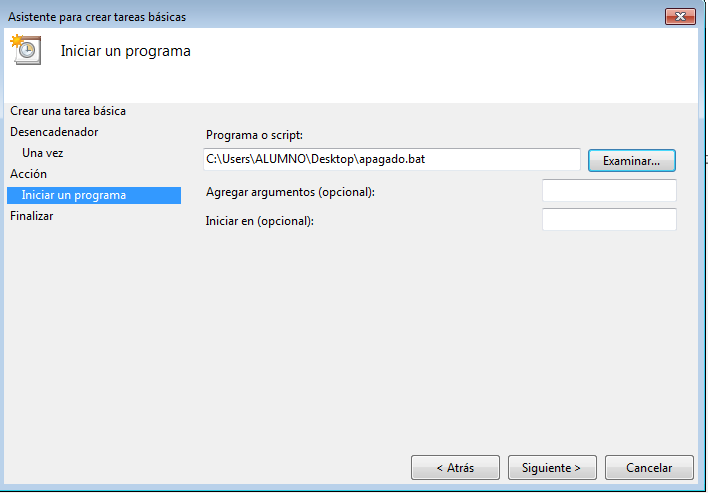 Asistente para crear tareas básicas
Iniciar un programa
Crear una tarea básica
Desencadenador
Una vez
Acción
Iniciar un programa
Finalizar
Programa o script:
C:\Users\ALUMNO\Desktop\apagado.bat
Examinar...
Agregar argumentos (opcional):
Iniciar en (opcional):
< Atrás
Siguiente >
Cancelar